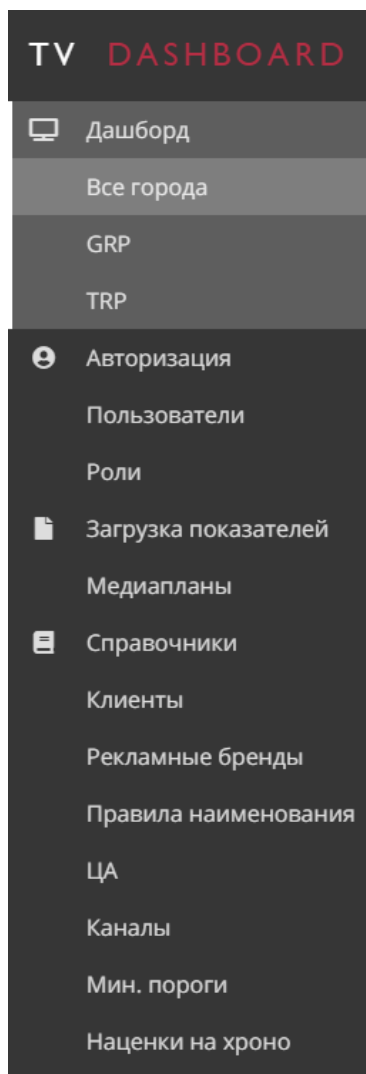 TV DASHBOARD
Дашборд
Все города
GRP
TRP
Авторизация
Пользователи
Роли
Загрузка показателей
Медиапланы
Справочники
Клиенты
Рекламные бренды
Правила наименования
ЦА
Каналы
Мин. пороги
Наценки на хроно